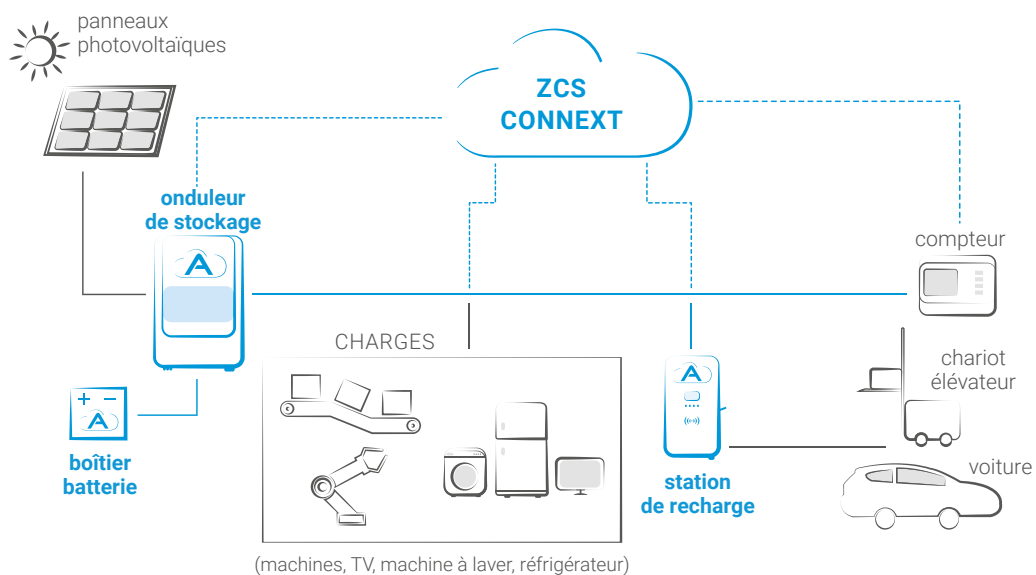 panneaux
photovoltaïques
ZCS
CONNEXT
onduleur
de stockage
A
compteur
CHARGES
A
chariot
élévateur
+ −
A
boîtier
batterie
station
de recharge
voiture
(machines, TV, machine à laver, réfrigérateur)